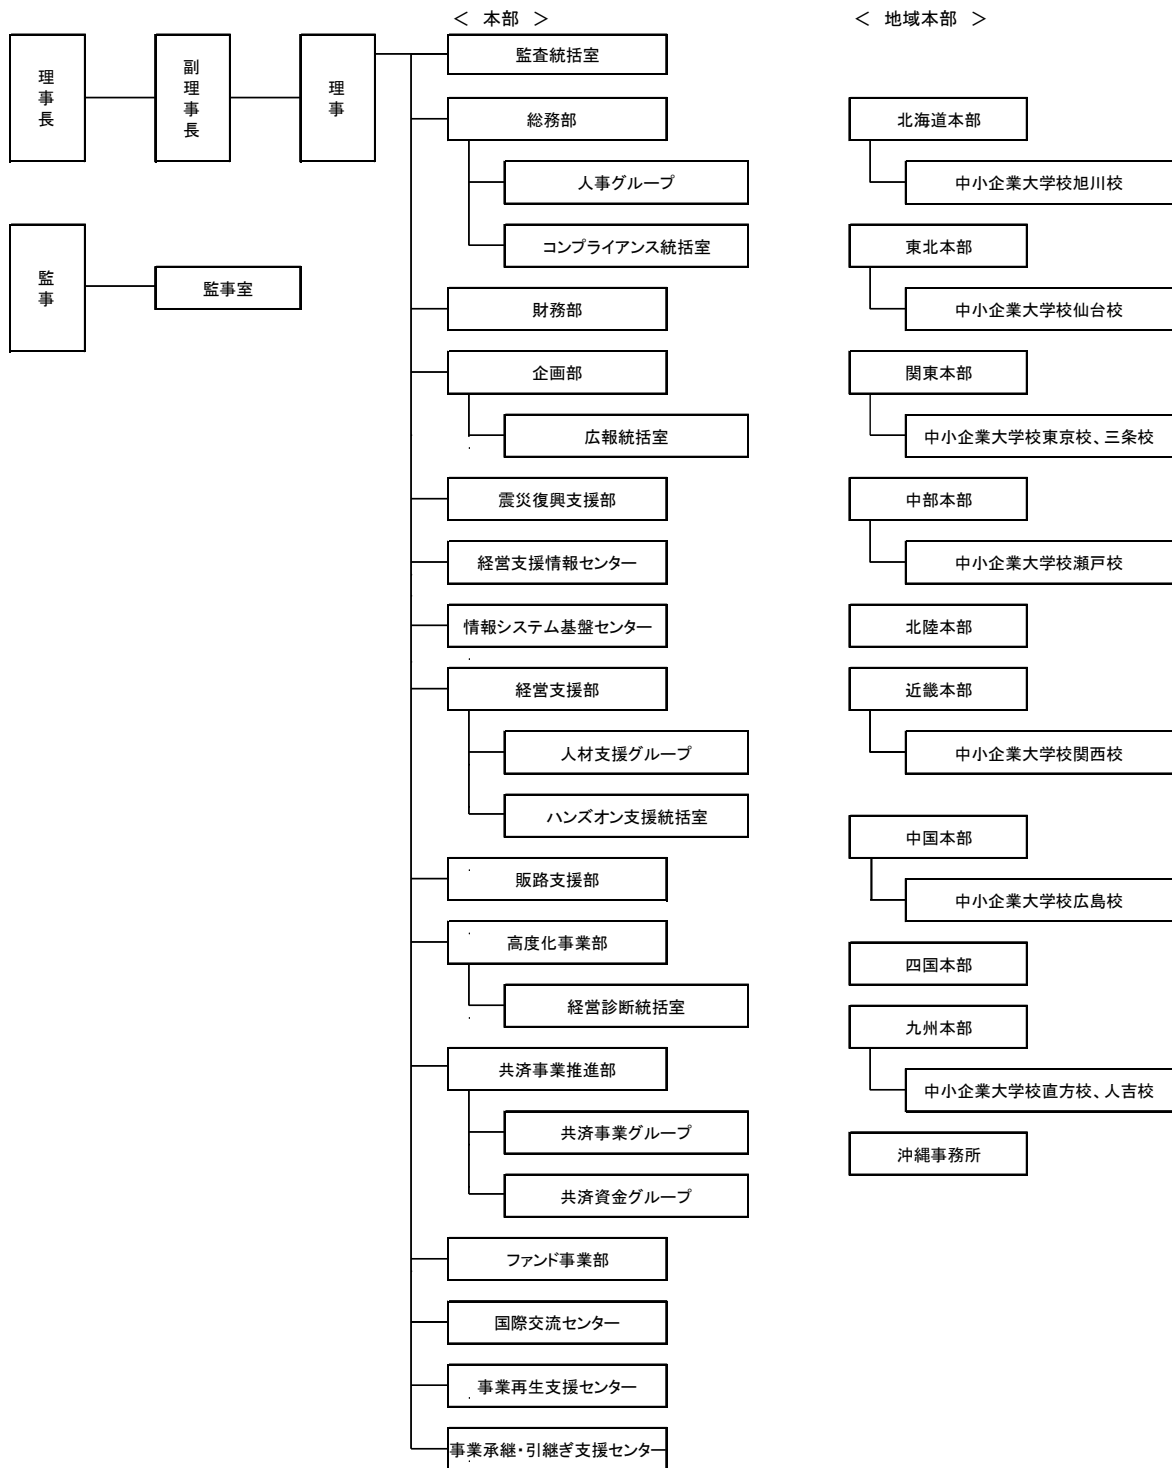 ＜ 本部 ＞
＜ 地域本部 ＞
理事長
副理事長
理事
監事
監事室
監査統括室
総務部
人事グループ
コンプライアンス統括室
財務部
企画部
広報統括室
震災復興支援部
経営支援情報センター
情報システム基盤センター
経営支援部
人材支援グループ
ハンズオン支援統括室
販路支援部
高度化事業部
経営診断統括室
共済事業推進部
共済事業グループ
共済資金グループ
ファンド事業部
国際交流センター
事業再生支援センター
事業承継・引継ぎ支援センター
北海道本部
中小企業大学校旭川校
東北本部
中小企業大学校仙台校
関東本部
中小企業大学校東京校、三条校
中部本部
中小企業大学校瀬戸校
北陸本部
近畿本部
中小企業大学校関西校
中国本部
中小企業大学校広島校
四国本部
九州本部
中小企業大学校直方校、人吉校
沖縄事務所